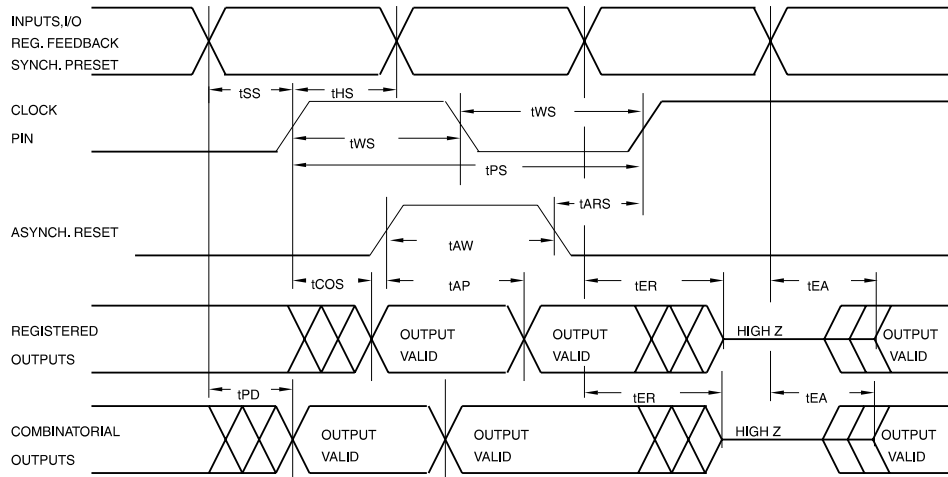 INPUTS,I/O
REG. FEEDBACK
SYNCH. PRESET
tSS
tHS
CLOCK
PIN
tWS
tWS
tPS
tARS
ASYNCH. RESET
tAW
tCOS
tAP
tER
tEA
REGISTERED
OUTPUTS
OUTPUT
VALID
OUTPUT
VALID
HIGH Z
OUTPUT
VALID
tPD
tER
tEA
COMBINATORIAL
OUTPUTS
OUTPUT
VALID
OUTPUT
VALID
HIGH Z
OUTPUT
VALID